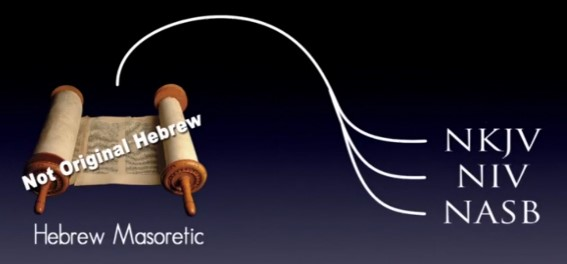 Not Original Hebrew
Hebrew Masoretic
NKJV
NIV
NASB